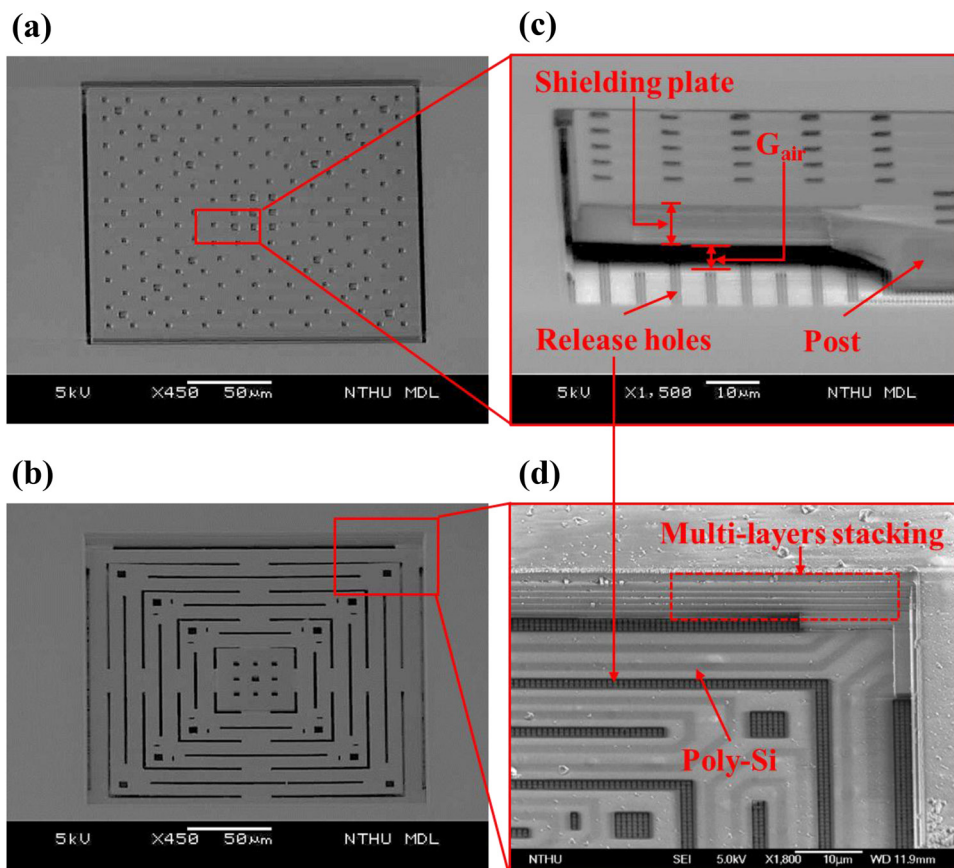 (a)
5kV X450 50μm NTHU MDL
(c)
Shielding plate
Gair
Release holes
Post
5kV X1,500 10μm NTHU MDL
(b)
5kV X450 50μm NTHU MDL
(d)
Multi-layers stacking
Poly-Si
NTHU SEI 5.0kV X1,800 10μm WD 11.9mm